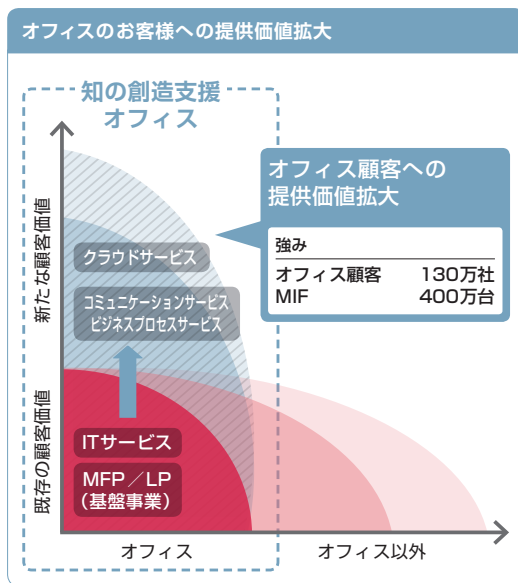 オフィスのお客様への提供価値拡大
知の創造支援
オフィス
オフィス顧客への
提供価値拡大
強み
オフィス顧客 130万社
MIF 400万台
新たな顧客価値
既存の顧客価値
クラウドサービス
コミュニケーションサービス
ビジネスプロセスサービス
ITサービス
MFP/LP
(基盤事業)
オフィス
オフィス以外